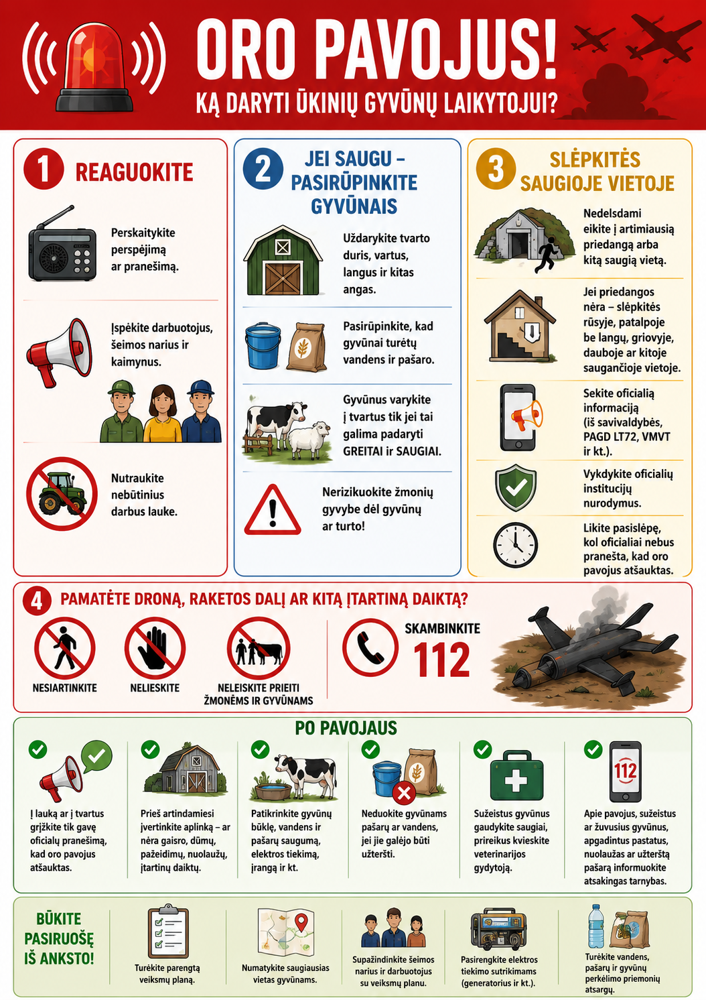 ORO PAVOJUS!
KĄ DARYTI ŪKINIŲ GYVŪNŲ LAIKYTOJUI?
1
REAGUOKITE
Perskaitykite
perspėjimą
ar pranešimą.
Įspėkite darbuotojus,
šeimos narius ir
kaimynus.
Nutraukite
nebūtinius
darbus lauke.
2
JEI SAUGU –
PASIRŪPINKITE
GYVŪNAIS
Uždarykite tvarto
duris, vartus,
langus ir kitas
angas.
Pasirūpinkite, kad
gyvūnai turėtų
vandens ir pašaro.
Gyvūnus varykite
į tvartus tik jei tai
galima padaryti
GREITAI ir SAUGIAI.
Nerizikuokite žmonių
gyvybe dėl gyvūnų
ar turto!
3
SLĖPKITĖS
SAUGIOJE VIETOJE
Nedelsdami
eikite į artimiausią
priedangą arba
kitą saugią vietą.
Jei priedangos
nėra – slėpkitės
rūsyje, patalpoje
be langų, griovyje,
dauboje ar kitoje
saugančioje vietoje.
Sekite oficialią
informaciją
(iš savivaldybės,
PAGD LT72, VMVT
ir kt.).
Vykdykite oficialių
institucijų
nurodymus.
Likite pasislėpę,
kol oficialiai nebus
pranešta, kad oro
pavojus atšauktas.
4
PAMATĖTE DRONĄ, RAKETOS DALĮ AR KITĄ ĮTARTINĄ DAIKTĄ?
NESIARTINKITE
NELIESKITE
NELEISKITE PRIEITI
ŽMONĖMS IR GYVŪNAMS
SKAMBINKITE
112
PO PAVOJAUS
Į lauką ar į tvartus
grįžkite tik gavę
oficialų pranešimą,
kad oro pavojus
atšauktas.
Prieš artindamiesi
įvertinkite aplinką – ar
nėra gaisro, dūmų,
pažeidimų, nuolaužų,
įtartinų daiktų.
Patikrinkite gyvūnų
būklę, vandens ir
pašarų saugumą,
elektros tiekimą,
įrangą ir kt.
Neduokite gyvūnams
pašarų ar vandens,
jei jie galėjo būti
užteršti.
Sužeistus gyvūnus
gaudykite saugiai,
prireikus kvieskite
veterinarijos
gydytoją.
112
Apie pavojus, sužeistus
ar žuvusius gyvūnus,
apgadintus pastatus,
nuolaužas ar užterštą
pašarą informuokite
atsakingas tarnybas.
BŪKITE
PASIRUOŠĘ
IŠ ANKSTO!
Turėkite parengtą
veiksmų planą.
Numatykite saugiausias
vietas gyvūnams.
Supažindinkite šeimos
narius ir darbuotojus
su veiksmų planu.
Pasirengkite elektros
tiekimo sutrikimams
(generatorius ir kt.).
Turėkite vandens,
pašarų ir gyvūnų
perkėlimo priemonių
atsargų.